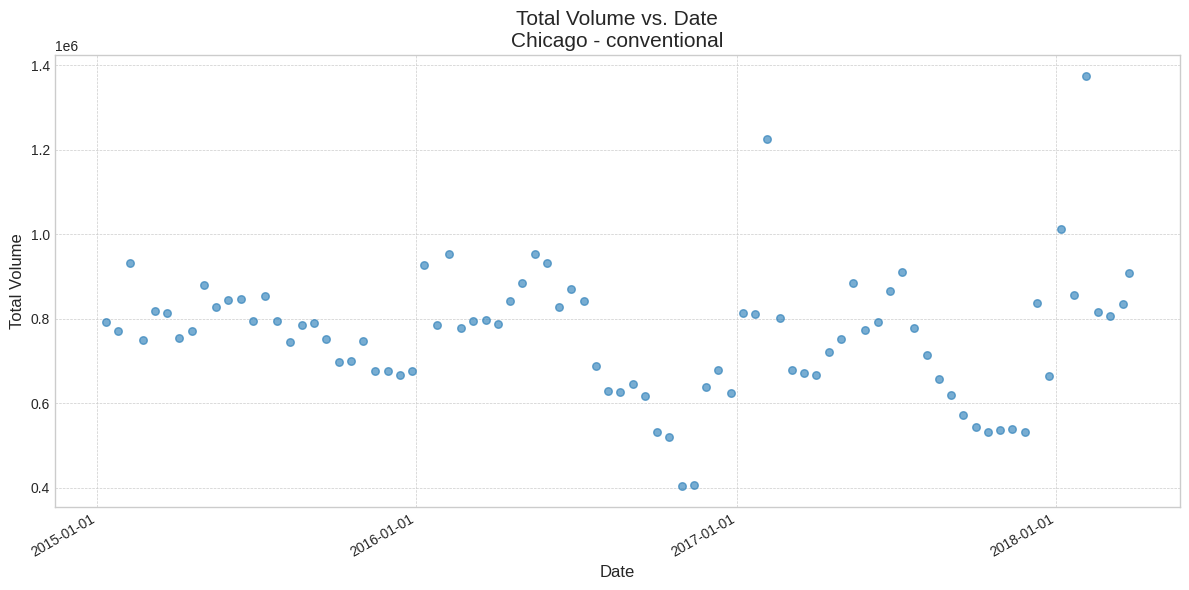 Total Volume vs. Date
Chicago - conventional
1e6
1.4
1.2
1.0
0.8
0.6
0.4
Total Volume
2015-01-01
2016-01-01
2017-01-01
2018-01-01
Date